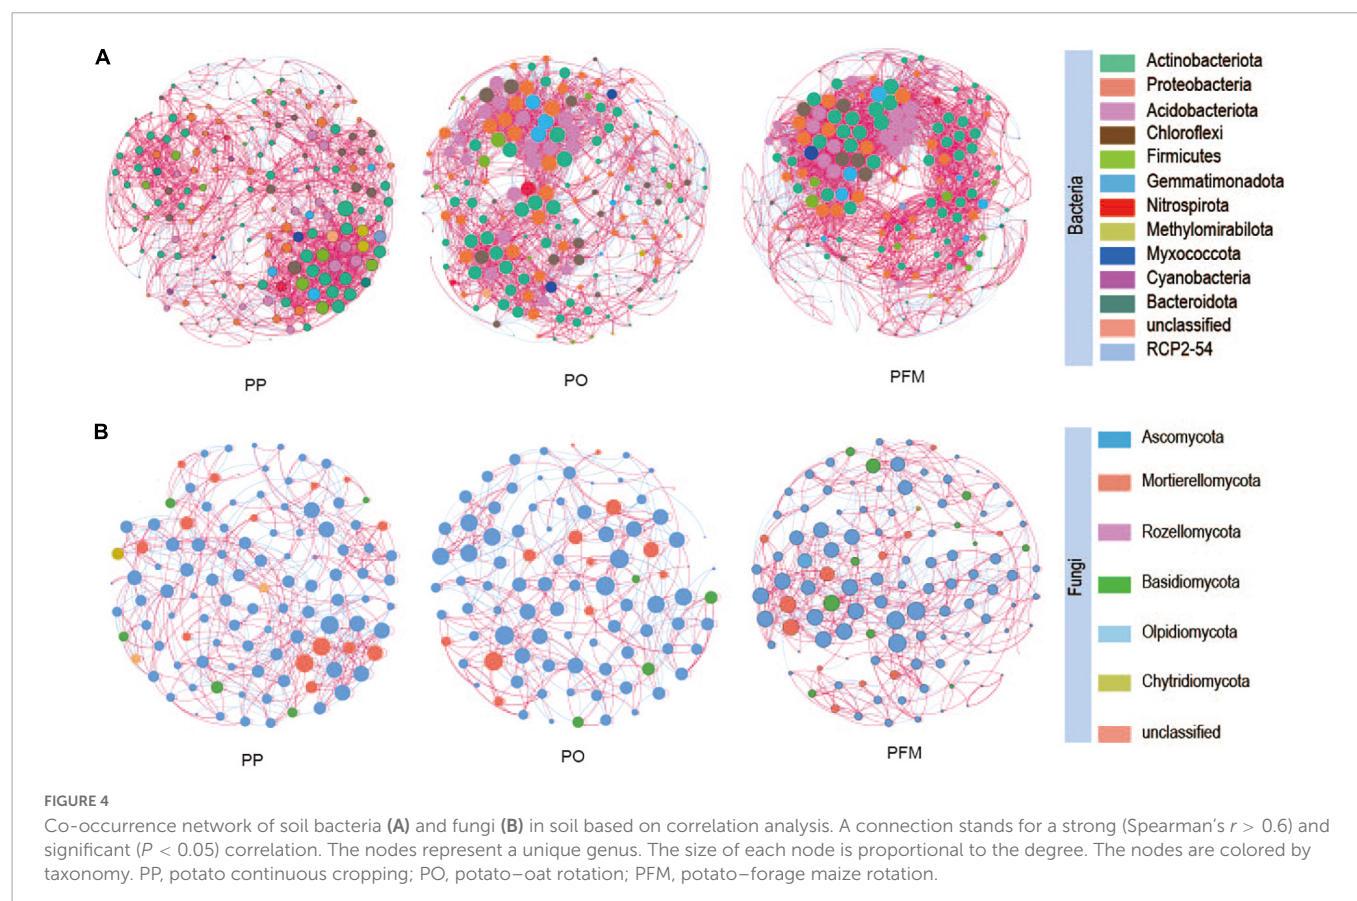 A
PP
PO
PFM
Bacteria
Actinobacteriota
Proteobacteria
Acidobacteriota
Chloroflexi
Firmicutes
Gemmatimonadota
Nitrospirota
Methylomirabilota
Myxococcota
Cyanobacteria
Bacteroidota
unclassified
RCP2-54
B
PP
PO
PFM
Fungi
Ascomycota
Mortierellomycota
Rozellomycota
Basidiomycota
Olpidiomycota
Chytridiomycota
unclassified
FIGURE 4
Co-occurrence network of soil bacteria (A) and fungi (B) in soil based on correlation analysis. A connection stands for a strong (Spearman's r > 0.6) and
significant (P < 0.05) correlation. The nodes represent a unique genus. The size of each node is proportional to the degree. The nodes are colored by
taxonomy. PP, potato continuous cropping; PO, potato–oat rotation; PFM, potato–forage maize rotation.